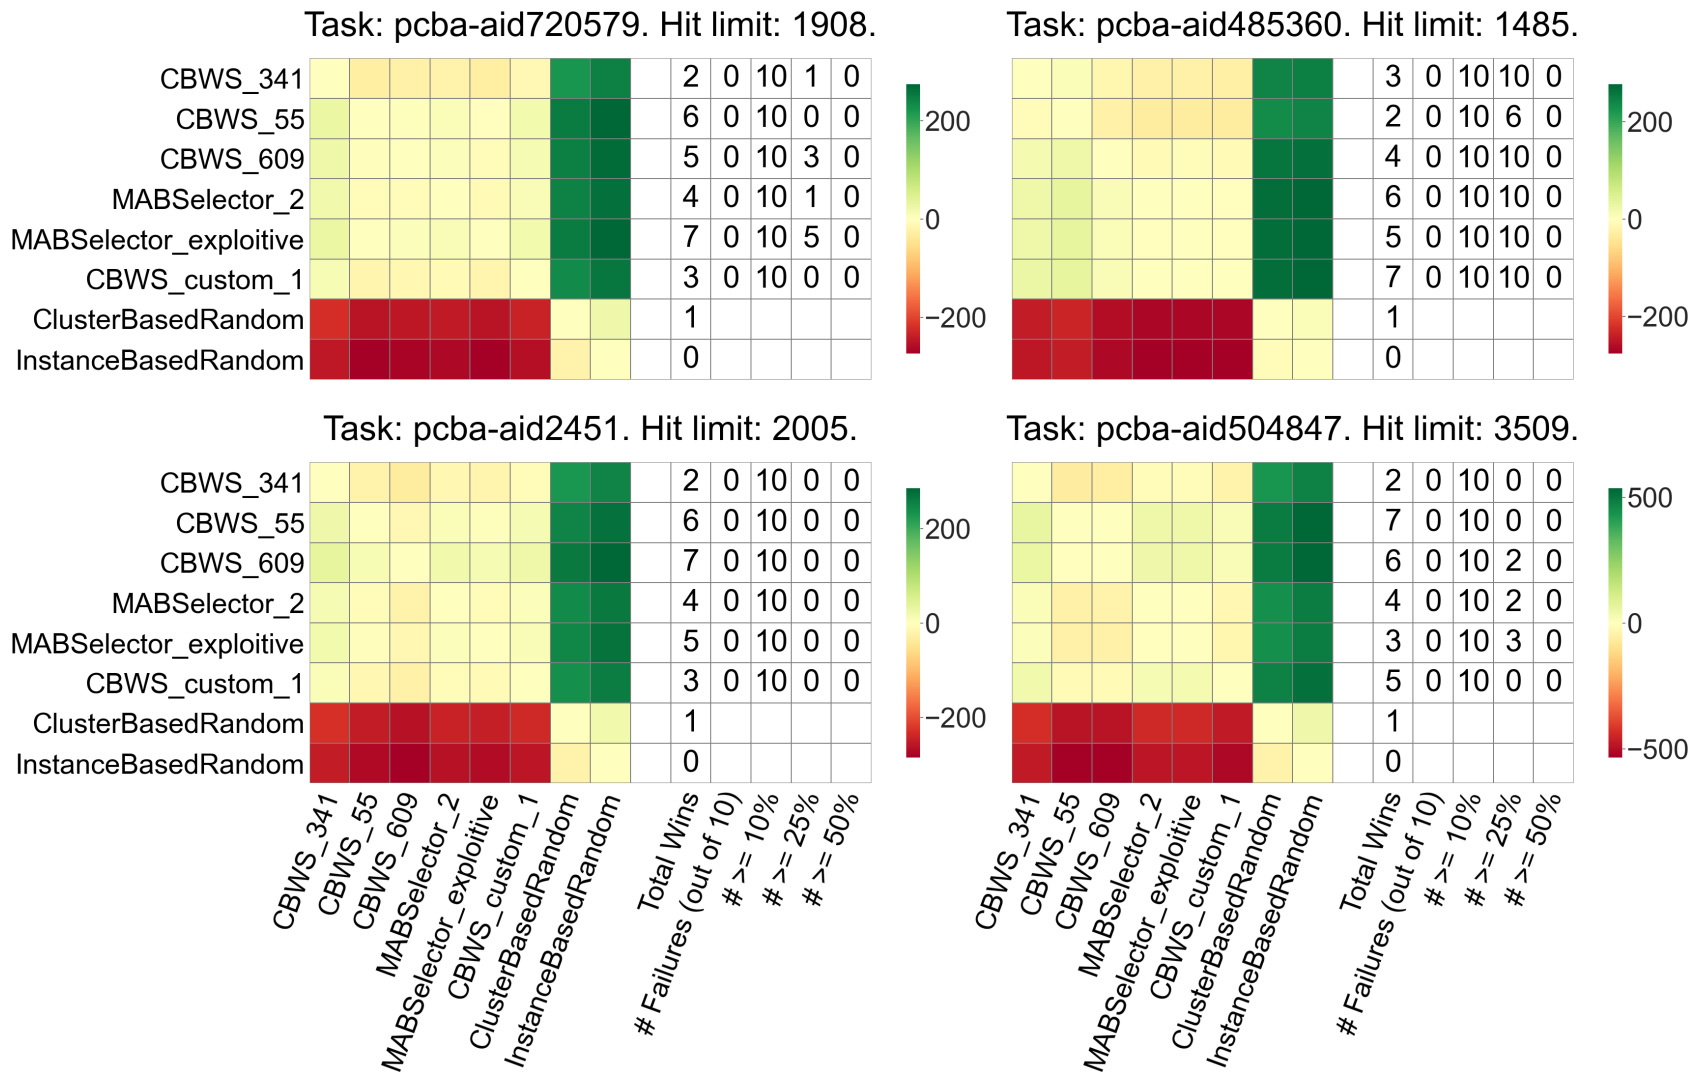 Task: pcba-aid720579. Hit limit: 1908.
CBWS_341 2 0 10 1 0
CBWS_55 6 0 10 0 0
CBWS_609 5 0 10 3 0
MABSelector_2 4 0 10 1 0
MABSelector_exploitive 7 0 10 5 0
CBWS_custom_1 3 0 10 0 0
ClusterBasedRandom 1
InstanceBasedRandom 0
200
0
−200
Task: pcba-aid485360. Hit limit: 1485.
3 0 10 10 0
2 0 10 6 0
4 0 10 10 0
6 0 10 10 0
5 0 10 10 0
7 0 10 10 0
1
0
200
0
−200
Task: pcba-aid2451. Hit limit: 2005.
CBWS_341 2 0 10 0 0
CBWS_55 6 0 10 0 0
CBWS_609 7 0 10 0 0
MABSelector_2 4 0 10 0 0
MABSelector_exploitive 5 0 10 0 0
CBWS_custom_1 3 0 10 0 0
ClusterBasedRandom 1
InstanceBasedRandom 0
200
0
−200
CBWS_341
CBWS_55
CBWS_609
MABSelector_2
MABSelector_exploitive
CBWS_custom_1
ClusterBasedRandom
InstanceBasedRandom
Total Wins
# Failures (out of 10)
# >= 10%
# >= 25%
# >= 50%
Task: pcba-aid504847. Hit limit: 3509.
2 0 10 0 0
7 0 10 0 0
6 0 10 2 0
4 0 10 2 0
3 0 10 3 0
5 0 10 0 0
1
0
500
0
−500
CBWS_341
CBWS_55
CBWS_609
MABSelector_2
MABSelector_exploitive
CBWS_custom_1
ClusterBasedRandom
InstanceBasedRandom
Total Wins
# Failures (out of 10)
# >= 10%
# >= 25%
# >= 50%